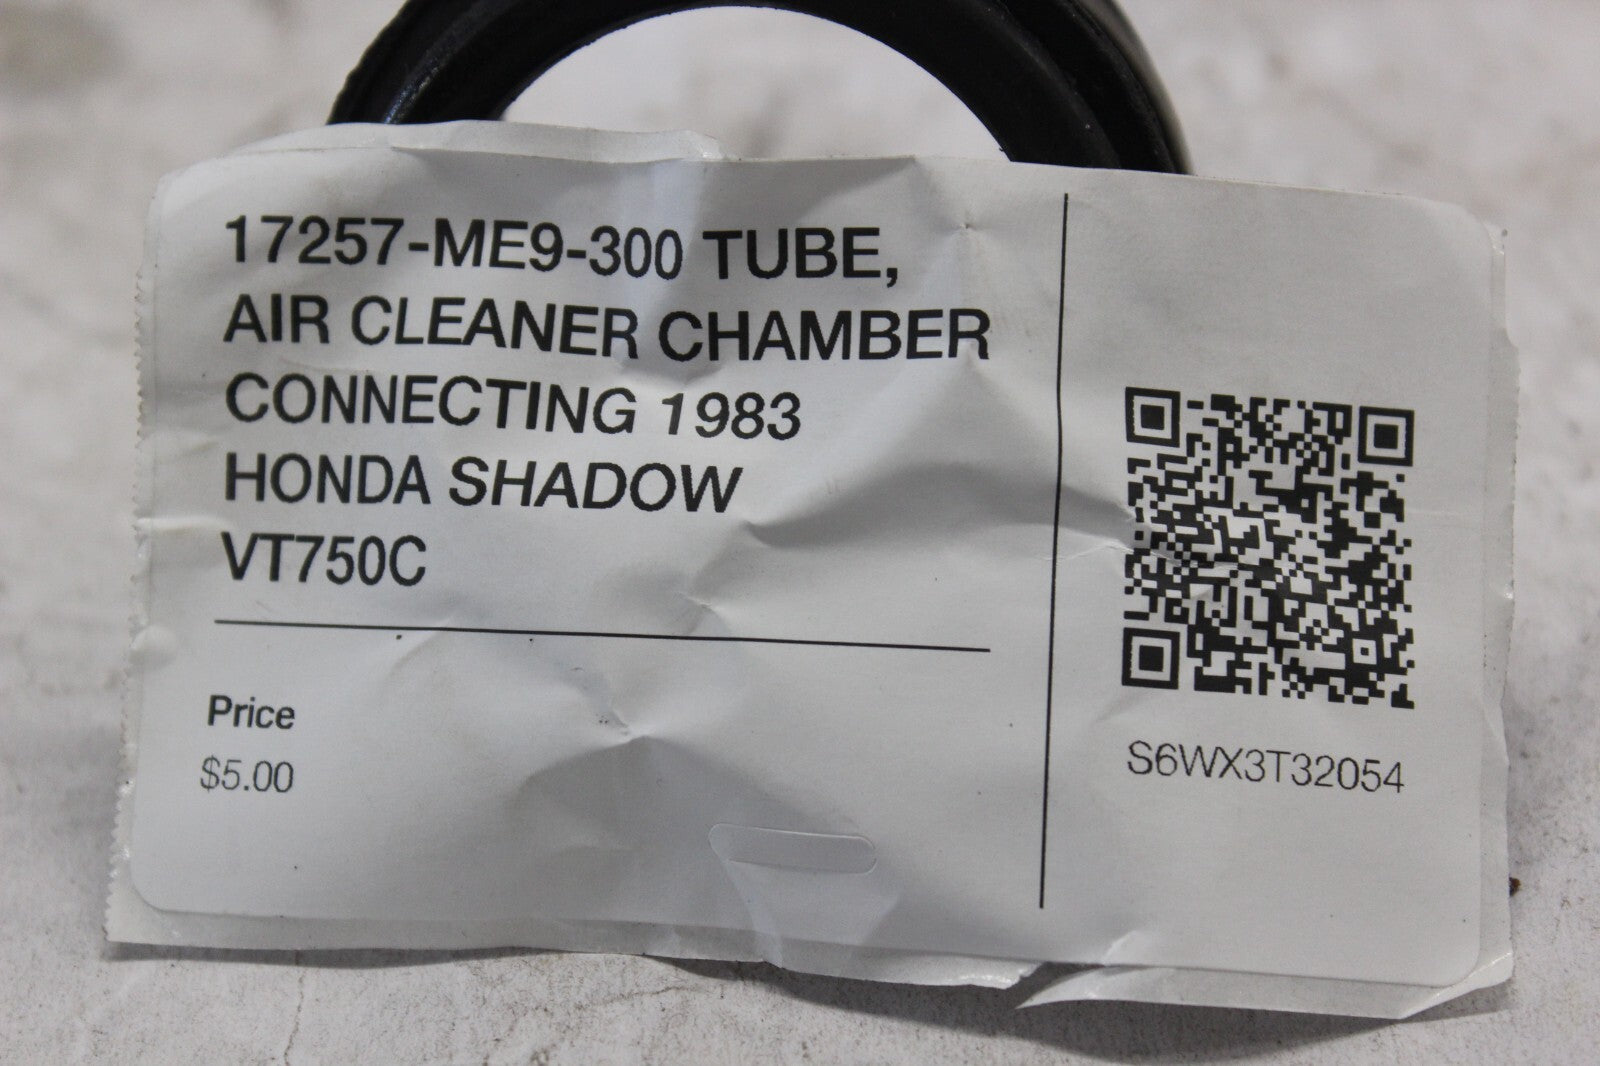 17257-ME9-300 TUBE,
AIR CLEANER CHAMBER
CONNECTING 1983
HONDA SHADOW
VT750C
Price
$5.00
S6WX3T32054